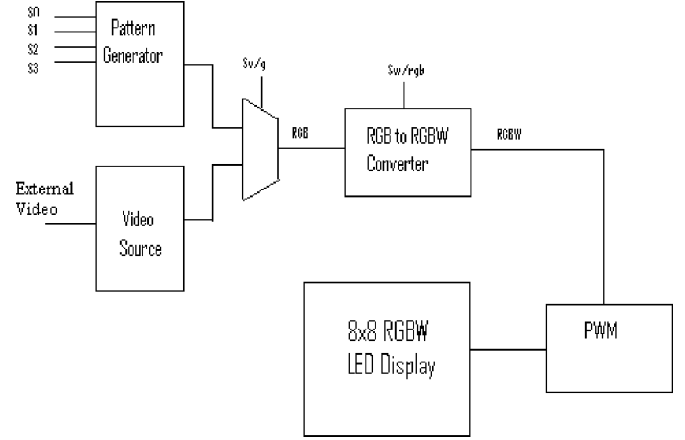 S0
S1
S2
S3
Pattern
Generator
Sv/g
Sw/rgb
RGB
RGB to RGBW
Converter
RGBW
External
Video
Video
Source
8x8 RGBW
LED Display
PWM